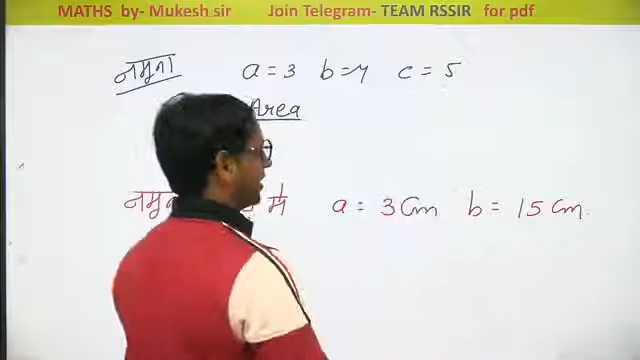 MATHS by- Mukesh sir Join Telegram- TEAM RSSIR for pdf
नमूना a = 3 b = 4 c = 5
Area
में a = 3 Cm b = 15 Cm